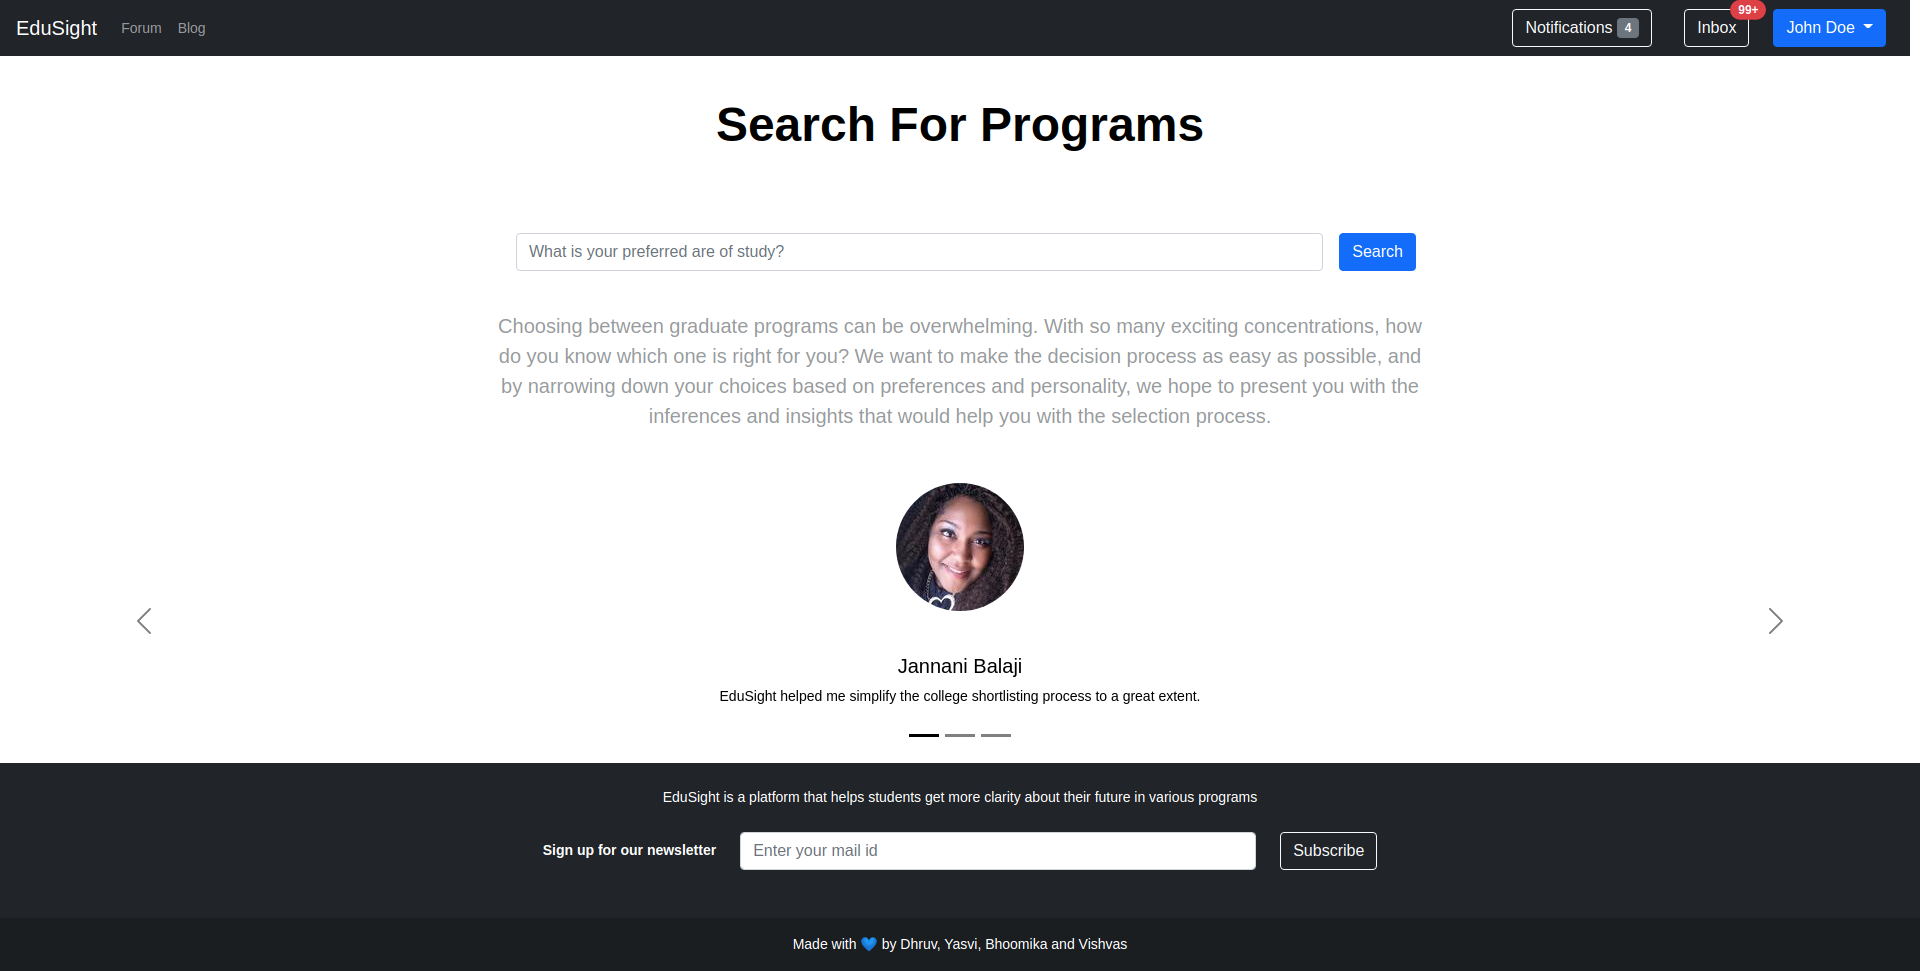 EduSight Forum Blog Notifications 4 Inbox 99+ John Doe
Search For Programs
What is your preferred are of study? Search
Choosing between graduate programs can be overwhelming. With so many exciting concentrations, how
do you know which one is right for you? We want to make the decision process as easy as possible, and
by narrowing down your choices based on preferences and personality, we hope to present you with the
inferences and insights that would help you with the selection process.
Jannani Balaji
EduSight helped me simplify the college shortlisting process to a great extent.
EduSight is a platform that helps students get more clarity about their future in various programs
Sign up for our newsletter Enter your mail id Subscribe
Made with 💙 by Dhruv, Yasvi, Bhoomika and Vishvas